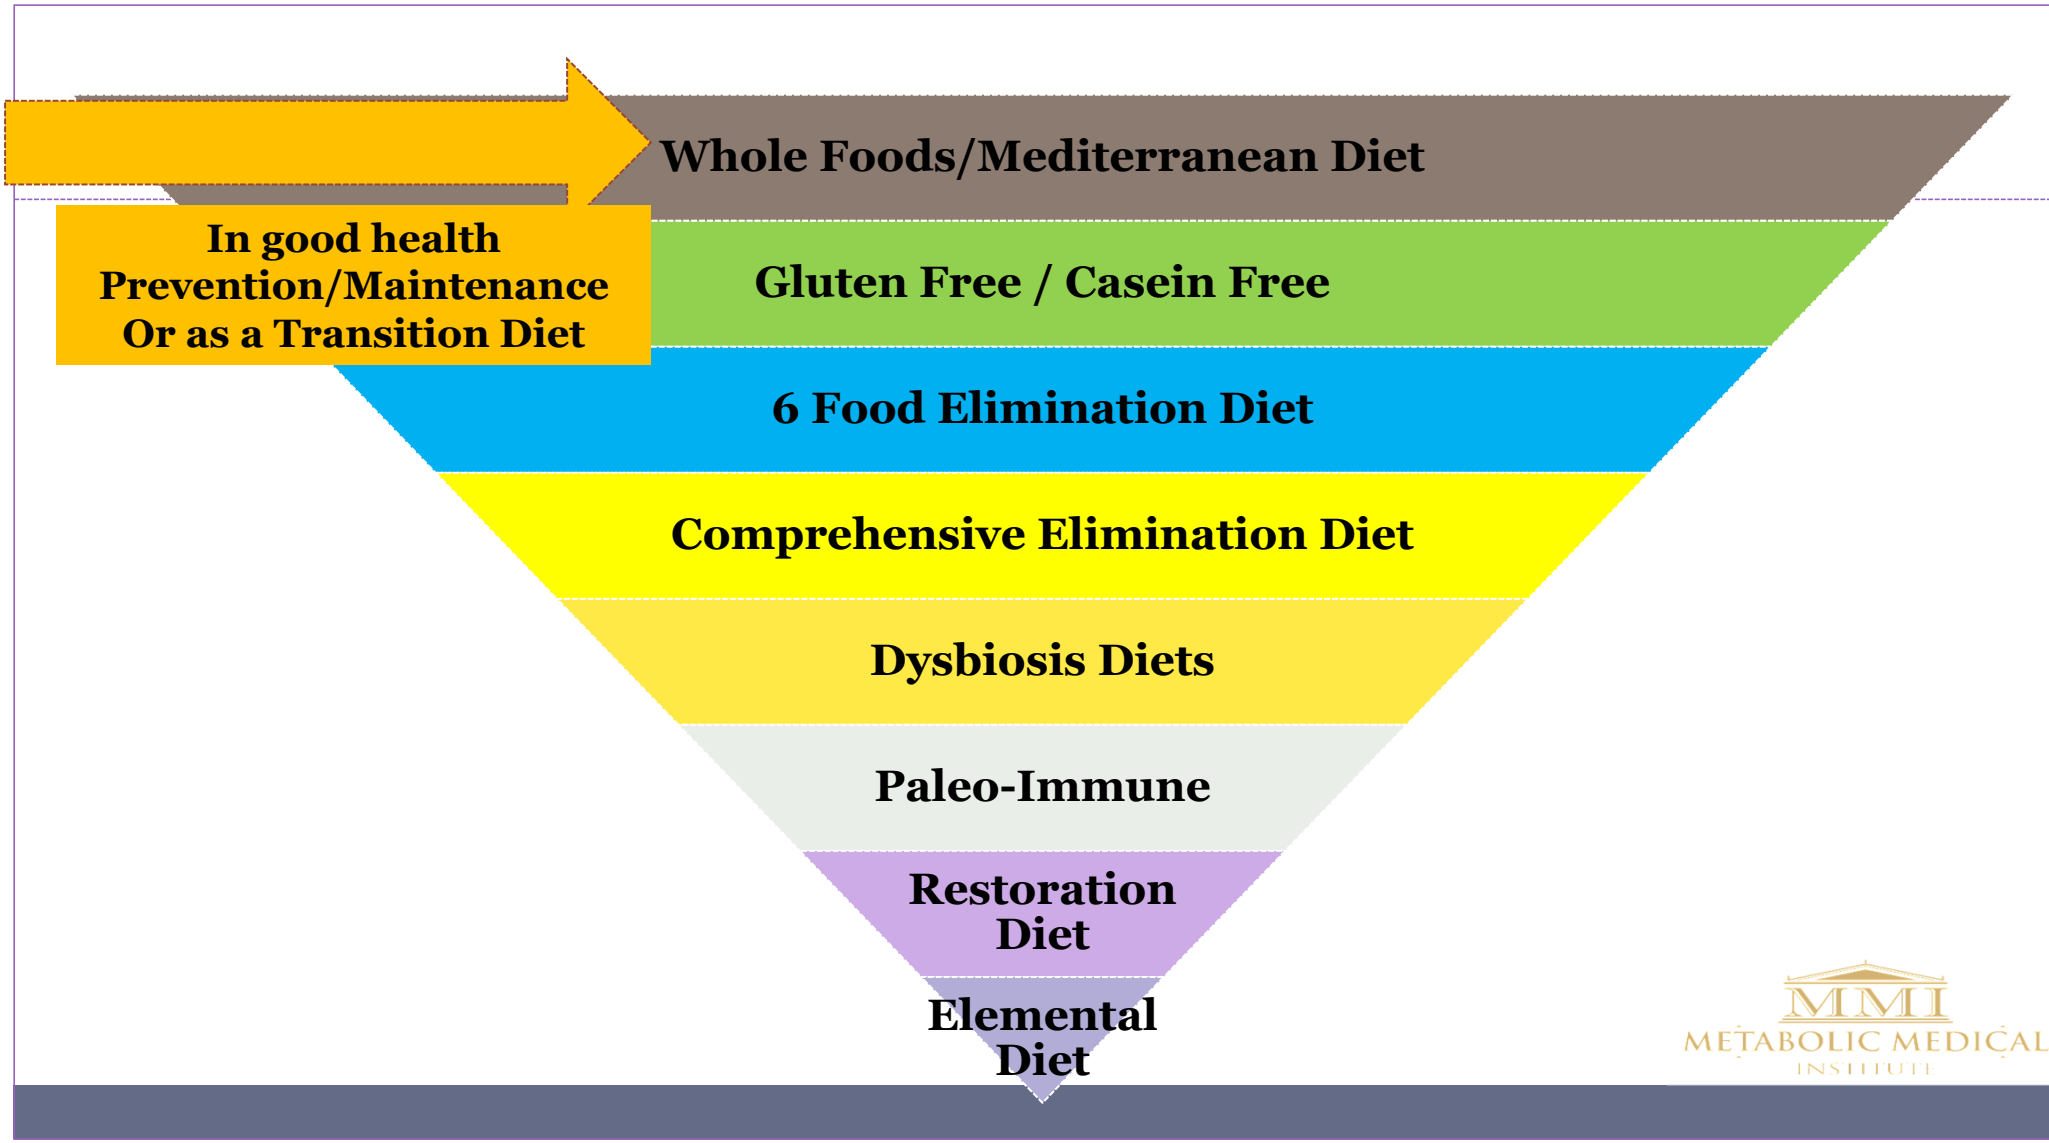 Whole Foods/Mediterranean Diet
In good health
Prevention/Maintenance
Or as a Transition Diet
Gluten Free / Casein Free
6 Food Elimination Diet
Comprehensive Elimination Diet
Dysbiosis Diets
Paleo-Immune
Restoration
Diet
Elemental
Diet
MMI
METABOLIC MEDICAL
INSTITUTE